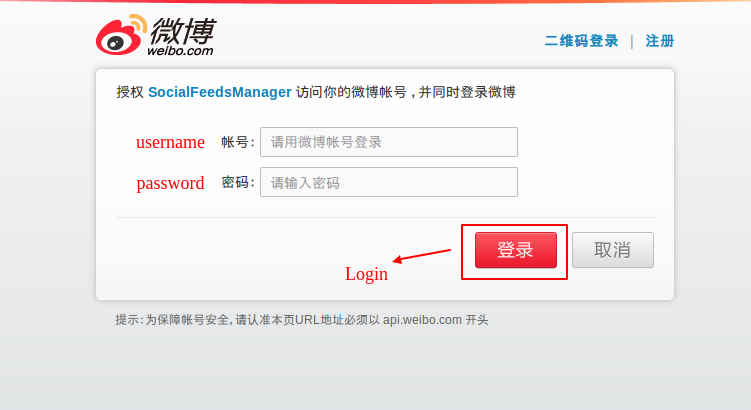 微博
weibo.com
二维码登录 | 注册
授权 SocialFeedsManager 访问你的微博帐号 , 并同时登录微博
username 帐号: 请用微博帐号登录
password 密码: 请输入密码
登录 取消
Login
提示:为保障帐号安全,请认准本页URL地址必须以 api.weibo.com 开头